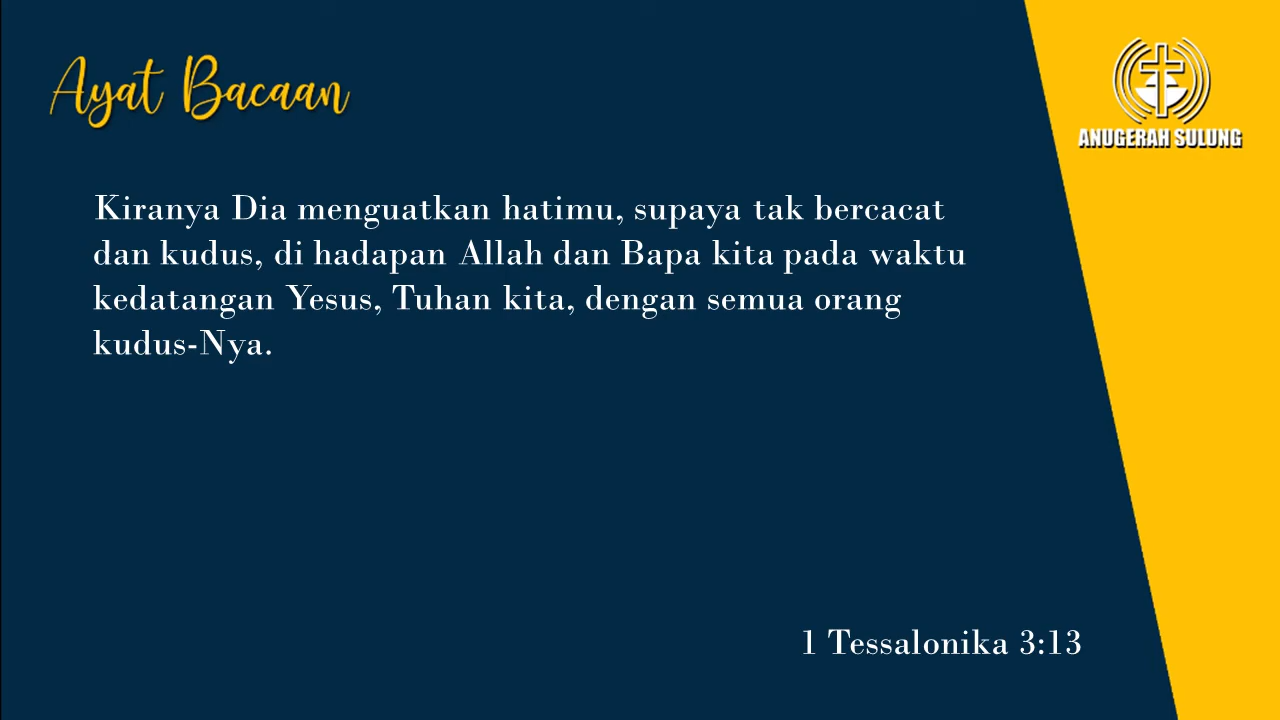 Ayat Bacaan
ANUGERAH SULUNG
Kiranya Dia menguatkan hatimu, supaya tak bercacat
dan kudus, di hadapan Allah dan Bapa kita pada waktu
kedatangan Yesus, Tuhan kita, dengan semua orang
kudus-Nya.
1 Tessalonika 3:13